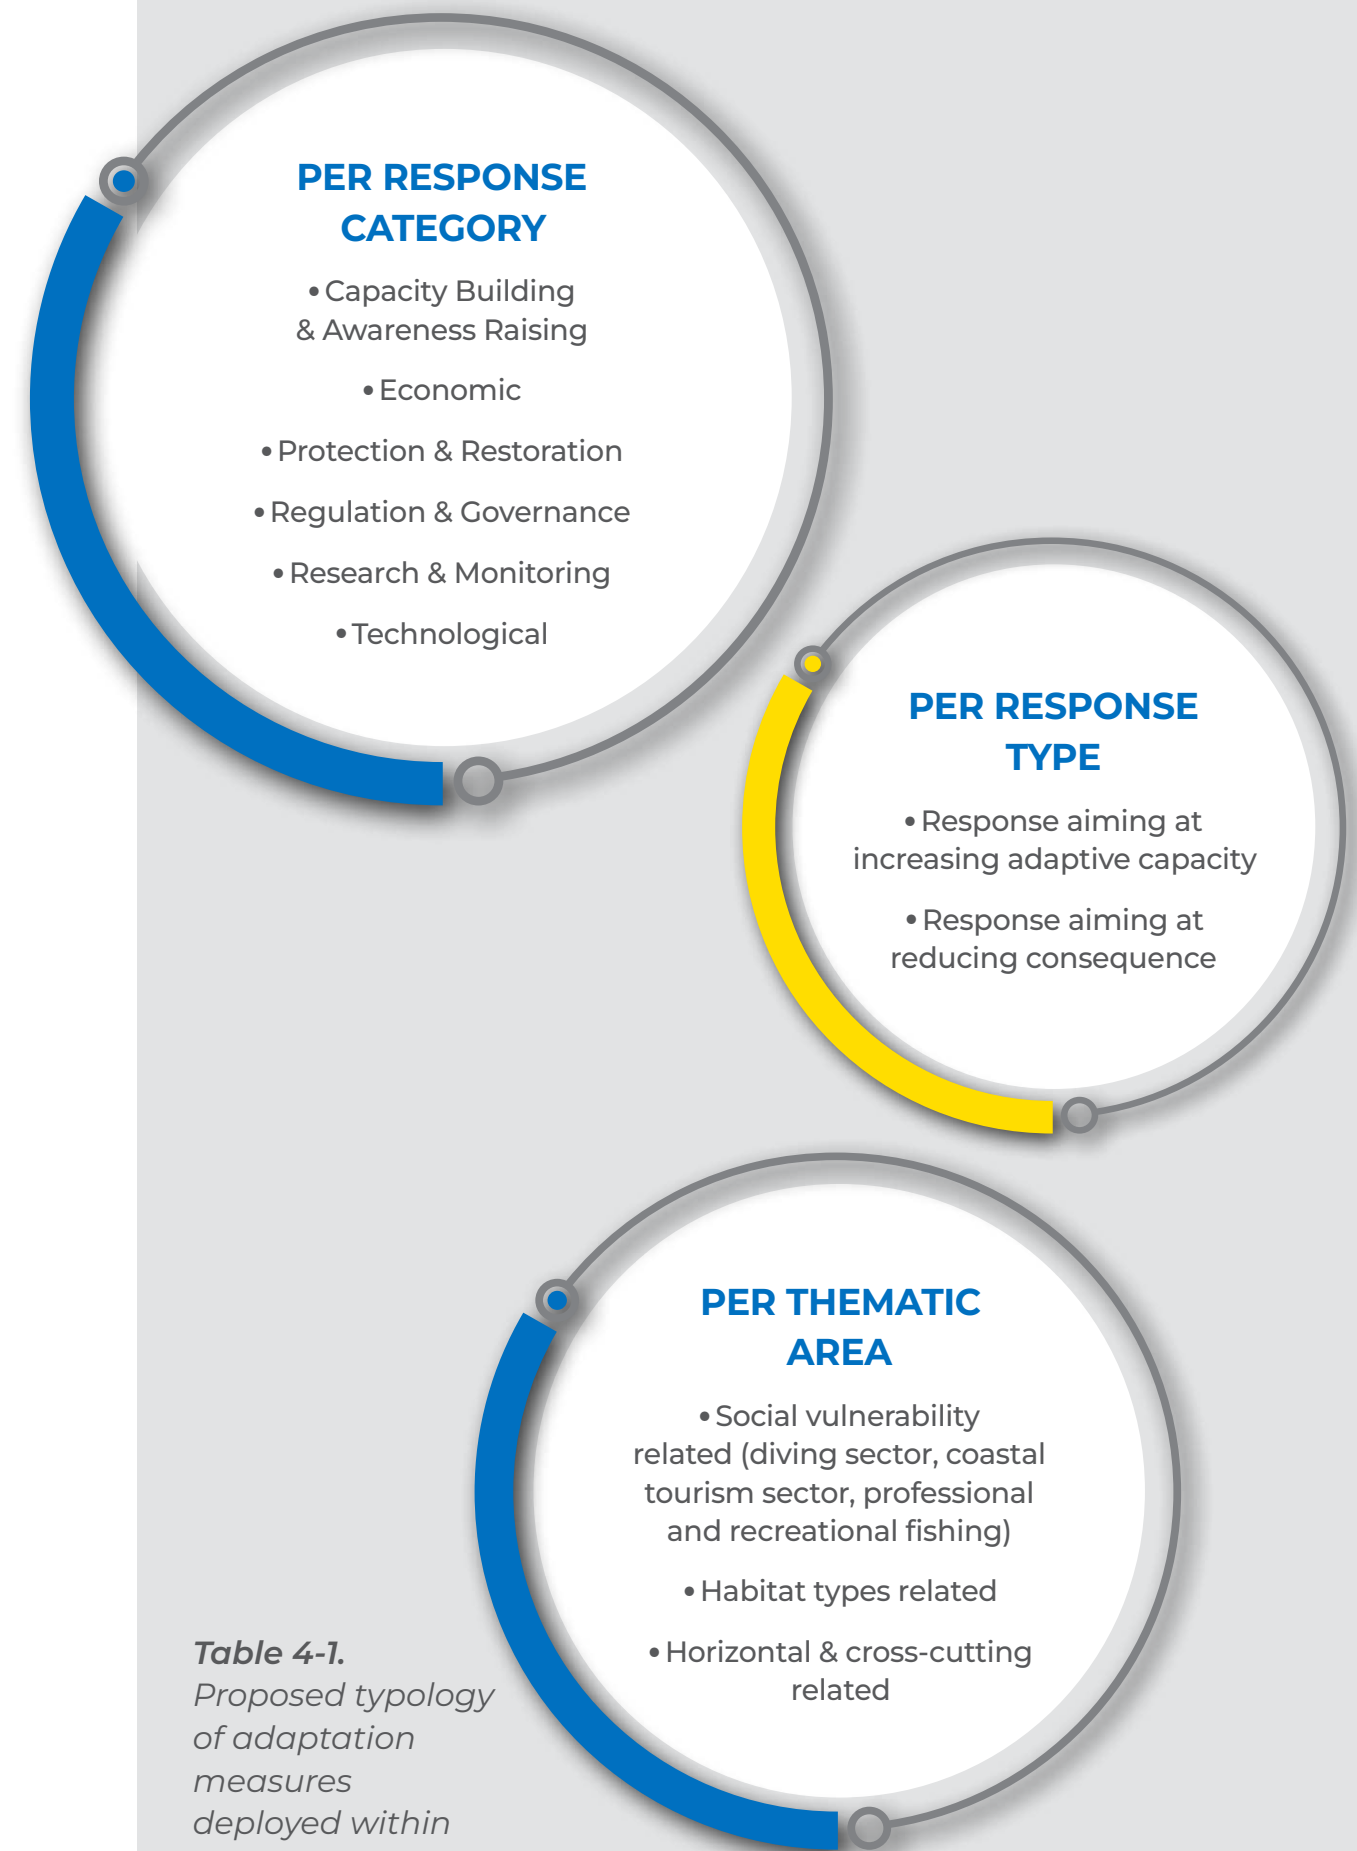 PER RESPONSE
CATEGORY
•Capacity Building
& Awareness Raising
•Economic
•Protection & Restoration
•Regulation & Governance
•Research & Monitoring
•Technological
PER RESPONSE
TYPE
•Response aiming at
increasing adaptive capacity
•Response aiming at
reducing consequence
PER THEMATIC
AREA
•Social vulnerability
related (diving sector, coastal
tourism sector, professional
and recreational fishing)
•Habitat types related
•Horizontal & cross-cutting
related
Table 4-1.
Proposed typology
of adaptation
measures
deployed within